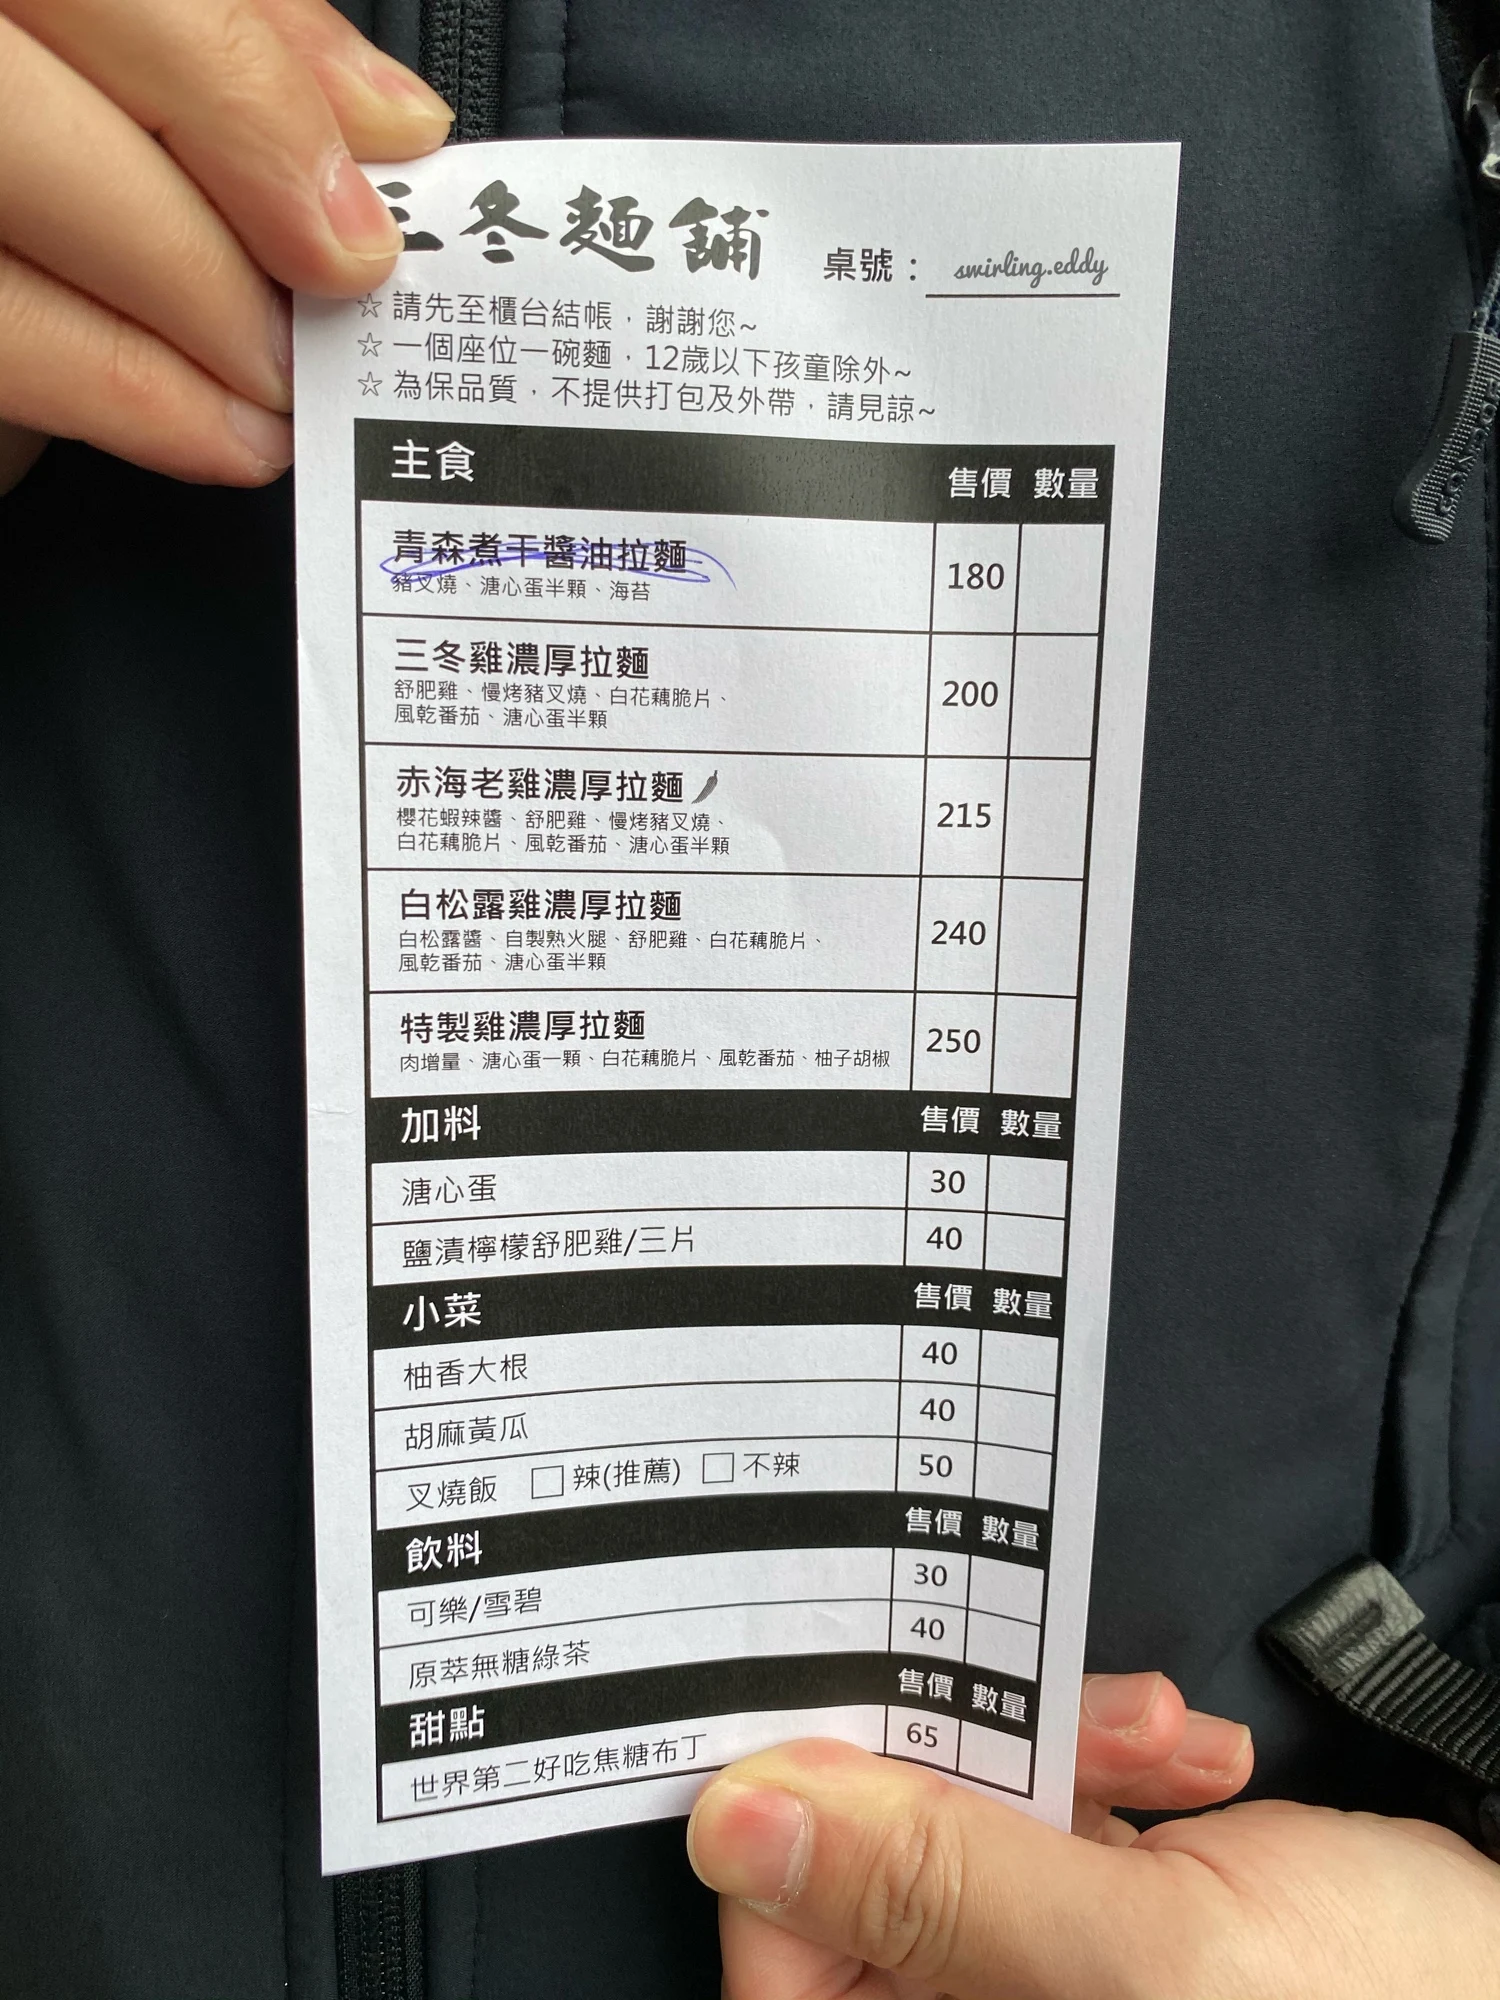 三冬麵舖
桌號：swirling.eddy
☆ 請先至櫃台結帳，謝謝您~
☆ 一個座位一碗麵，12歲以下孩童除外~
☆ 為保品質，不提供打包及外帶，請見諒~
主食 售價 數量
青森煮干醬油拉麵 180
豬叉燒、溏心蛋半顆、海苔
三冬雞濃厚拉麵 200
舒肥雞、慢烤豬叉燒、白花藕脆片、
風乾番茄、溏心蛋半顆
赤海老雞濃厚拉麵 215
櫻花蝦辣醬、舒肥雞、慢烤豬叉燒、
白花藕脆片、風乾番茄、溏心蛋半顆
白松露雞濃厚拉麵 240
白松露醬、自製熟火腿、舒肥雞、白花藕脆片、
風乾番茄、溏心蛋半顆
特製雞濃厚拉麵 250
肉增量、溏心蛋一顆、白花藕脆片、風乾番茄、柚子胡椒
加料 售價 數量
溏心蛋 30
鹽漬檸檬舒肥雞/三片 40
小菜 售價 數量
柚香大根 40
胡麻黃瓜 40
叉燒飯 □辣(推薦) □不辣 50
飲料 售價 數量
可樂/雪碧 30
原萃無糖綠茶 40
甜點 售價 數量
世界第二好吃焦糖布丁 65